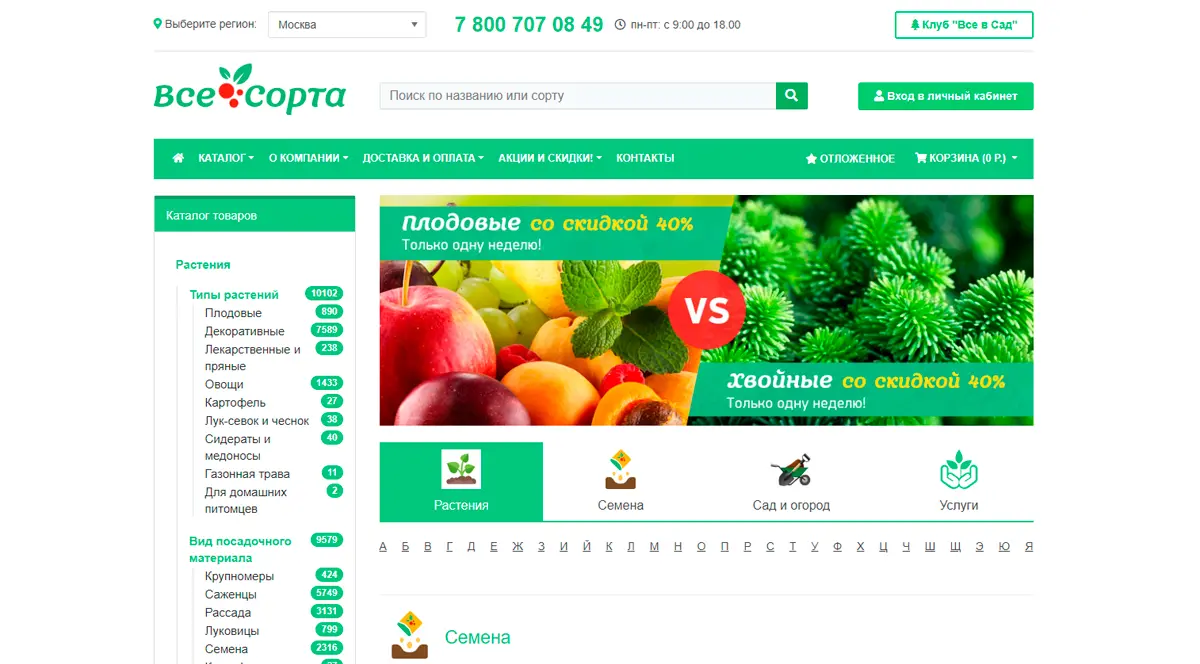 Выберите регион: Москва 7 800 707 08 49 пн-пт: с 9:00 до 18.00 Клуб "Все в Сад"
Все Сорта
Поиск по названию или сорту
Вход в личный кабинет
КАТАЛОГ О КОМПАНИИ ДОСТАВКА И ОПЛАТА АКЦИИ И СКИДКИ! КОНТАКТЫ ОТЛОЖЕННОЕ КОРЗИНА (0 Р.)
Каталог товаров
Растения
Типы растений 10102
Плодовые 890
Декоративные 7589
Лекарственные и 238
пряные
Овощи 1433
Картофель 27
Лук-севок и чеснок 38
Сидераты и 40
медоносы
Газонная трава 11
Для домашних 2
питомцев
Вид посадочного 9579
материала
Крупномеры 424
Саженцы 5749
Рассада 3131
Луковицы 799
Семена 2316
Плодовые со скидкой 40%
Только одну неделю!
VS
Хвойные со скидкой 40%
Только одну неделю!
Растения Семена Сад и огород Услуги
А Б В Г Д Е Ж З И Й К Л М Н О П Р С Т У Ф Х Ц Ч Ш Щ Э Ю Я
Семена